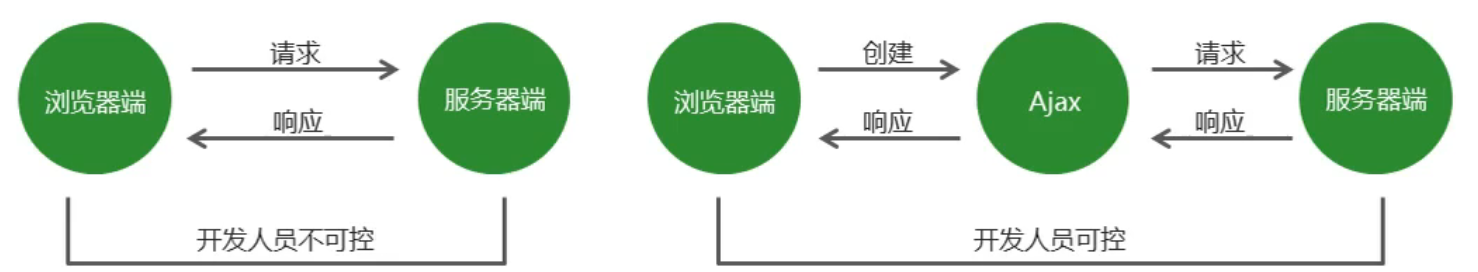 请求
浏览器端
服务器端
响应
开发人员不可控
创建
请求
浏览器端
Ajax
服务器端
响应
响应
开发人员可控